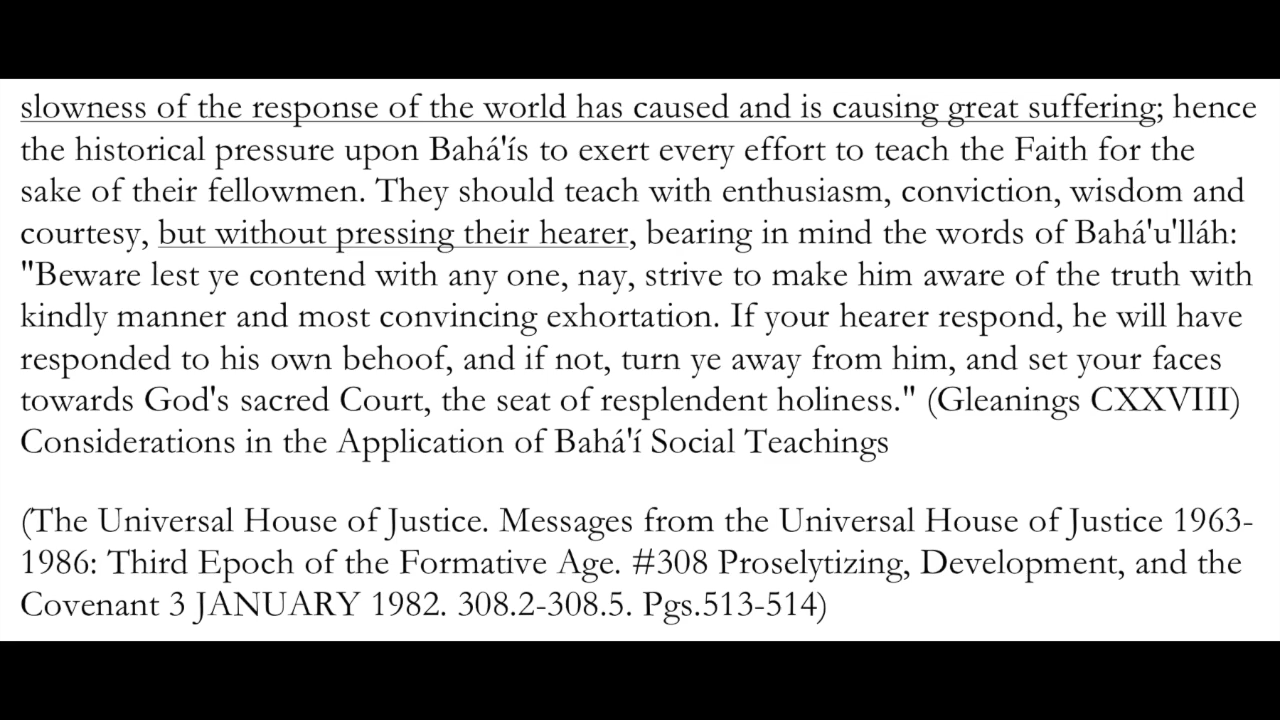 slowness of the response of the world has caused and is causing great suffering; hence
the historical pressure upon Bahá'ís to exert every effort to teach the Faith for the
sake of their fellowmen. They should teach with enthusiasm, conviction, wisdom and
courtesy, but without pressing their hearer, bearing in mind the words of Bahá'u'lláh:
"Beware lest ye contend with any one, nay, strive to make him aware of the truth with
kindly manner and most convincing exhortation. If your hearer respond, he will have
responded to his own behoof, and if not, turn ye away from him, and set your faces
towards God's sacred Court, the seat of resplendent holiness." (Gleanings CXXVIII)
Considerations in the Application of Bahá'í Social Teachings
(The Universal House of Justice. Messages from the Universal House of Justice 1963-
1986: Third Epoch of the Formative Age. #308 Proselytizing, Development, and the
Covenant 3 JANUARY 1982. 308.2-308.5. Pgs.513-514)